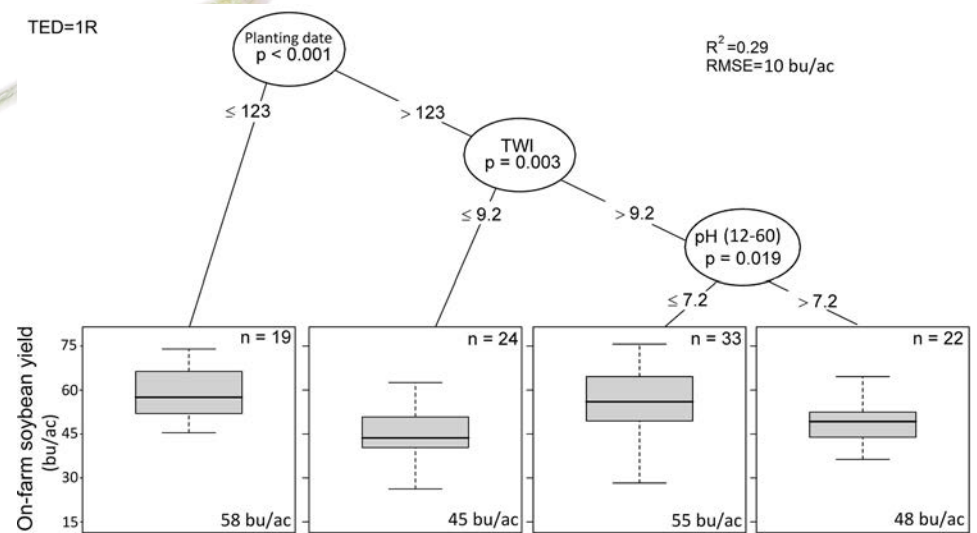 TED=1R
R²=0.29
RMSE=10 bu/ac
Planting date
p < 0.001
≤ 123
> 123
TWI
p = 0.003
≤ 9.2
> 9.2
pH (12-60)
p = 0.019
≤ 7.2
> 7.2
On-farm soybean yield
(bu/ac)
75
60
45
30
15
n = 19
58 bu/ac
n = 24
45 bu/ac
n = 33
55 bu/ac
n = 22
48 bu/ac